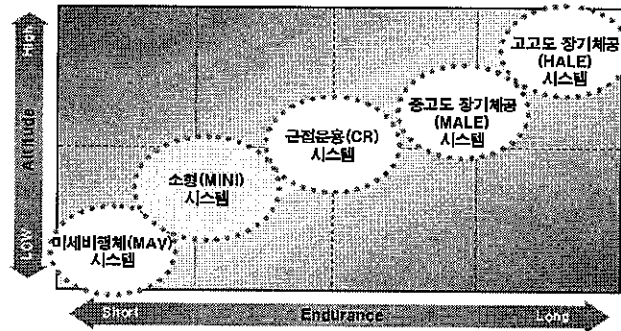 High
Altitude
Low
고고도 장기체공
(HALE)
시스템
중고도 장기체공
(MALE)
시스템
근접운용(CR)
시스템
소형(MINI)
시스템
미세비행체(MAV)
시스템
Short
Endurance
Long